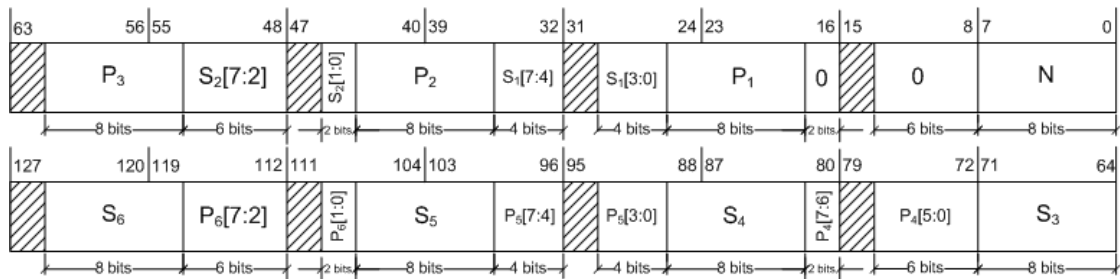 63 56 55 48 47 40 39 32 31 24 23 16 15 8 7 0
P3 S2[7:2] S2[1:0] P2 S1[7:4] S1[3:0] P1 0 0 N
8 bits 6 bits 2 bits 8 bits 4 bits 4 bits 8 bits 2 bits 6 bits 8 bits
127 120 119 112 111 104 103 96 95 88 87 80 79 72 71 64
S6 P6[7:2] P6[1:0] S5 P5[7:4] P5[3:0] S4 P4[7:6] P4[5:0] S3
8 bits 6 bits 2 bits 8 bits 4 bits 4 bits 8 bits 2 bits 6 bits 8 bits